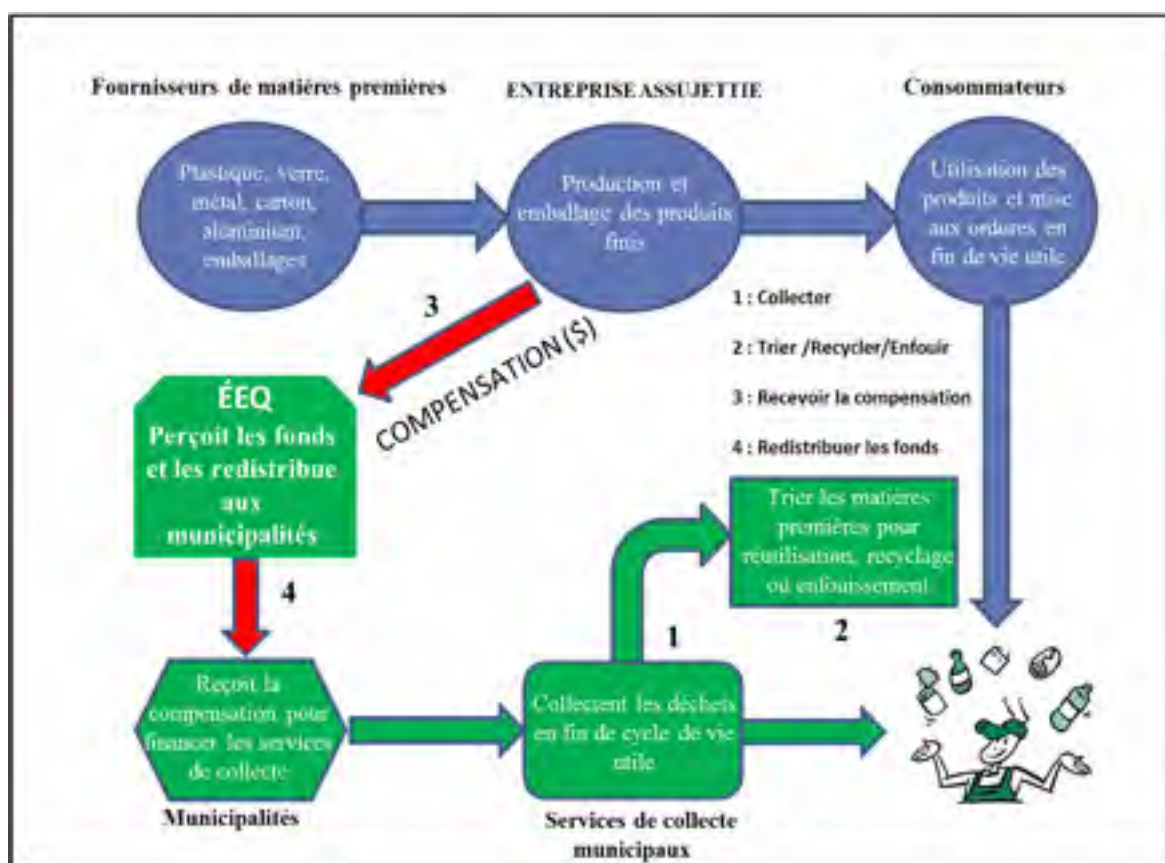 Fournisseurs de matières premières
ENTREPRISE ASSUJETTIE
Consommateurs
Plastique, verre,
métal, carton,
aluminium,
emballages
Production et
emballage des produits
finis
Utilisation des
produits et mise
aux ordures en
fin de vie utile
3
COMPENSATION ($)
1 : Collecter
2 : Trier /Recycler/Enfouir
3 : Recevoir la compensation
4 : Redistribuer les fonds
ÉEQ
Perçoit les fonds
et les redistribue
aux
municipalités
4
Trier les matières
premières pour
réutilisation, recyclage
ou enfouissement
1
2
Reçoit la
compensation pour
financer les services
de collecte
Municipalités
Collectent les déchets
en fin de cycle de vie
utile
Services de collecte
municipaux